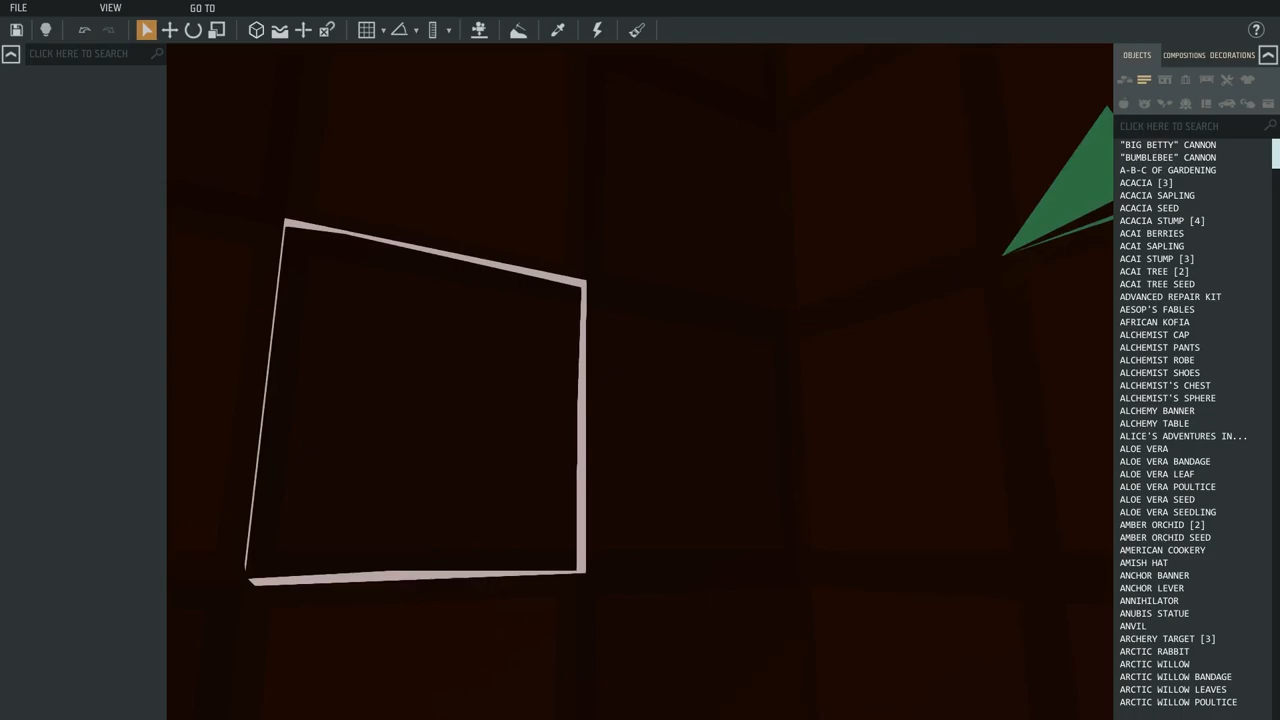 FILE VIEW GO TO
CLICK HERE TO SEARCH
OBJECTS COMPOSITIONS DECORATIONS
CLICK HERE TO SEARCH
"BIG BETTY" CANNON
"BUMBLEBEE" CANNON
A-B-C OF GARDENING
ACACIA [3]
ACACIA SAPLING
ACACIA SEED
ACACIA STUMP [4]
ACAI BERRIES
ACAI SAPLING
ACAI STUMP [3]
ACAI TREE [2]
ACAI TREE SEED
ADVANCED REPAIR KIT
AESOP'S FABLES
AFRICAN KOFIA
ALCHEMIST CAP
ALCHEMIST PANTS
ALCHEMIST ROBE
ALCHEMIST SHOES
ALCHEMIST'S CHEST
ALCHEMIST'S SPHERE
ALCHEMY BANNER
ALCHEMY TABLE
ALICE'S ADVENTURES IN...
ALOE VERA
ALOE VERA BANDAGE
ALOE VERA LEAF
ALOE VERA POULTICE
ALOE VERA SEED
ALOE VERA SEEDLING
AMBER ORCHID [2]
AMBER ORCHID SEED
AMERICAN COOKERY
AMISH HAT
ANCHOR BANNER
ANCHOR LEVER
ANNIHILATOR
ANUBIS STATUE
ANVIL
ARCHERY TARGET [3]
ARCTIC RABBIT
ARCTIC WILLOW
ARCTIC WILLOW BANDAGE
ARCTIC WILLOW LEAVES
ARCTIC WILLOW POULTICE